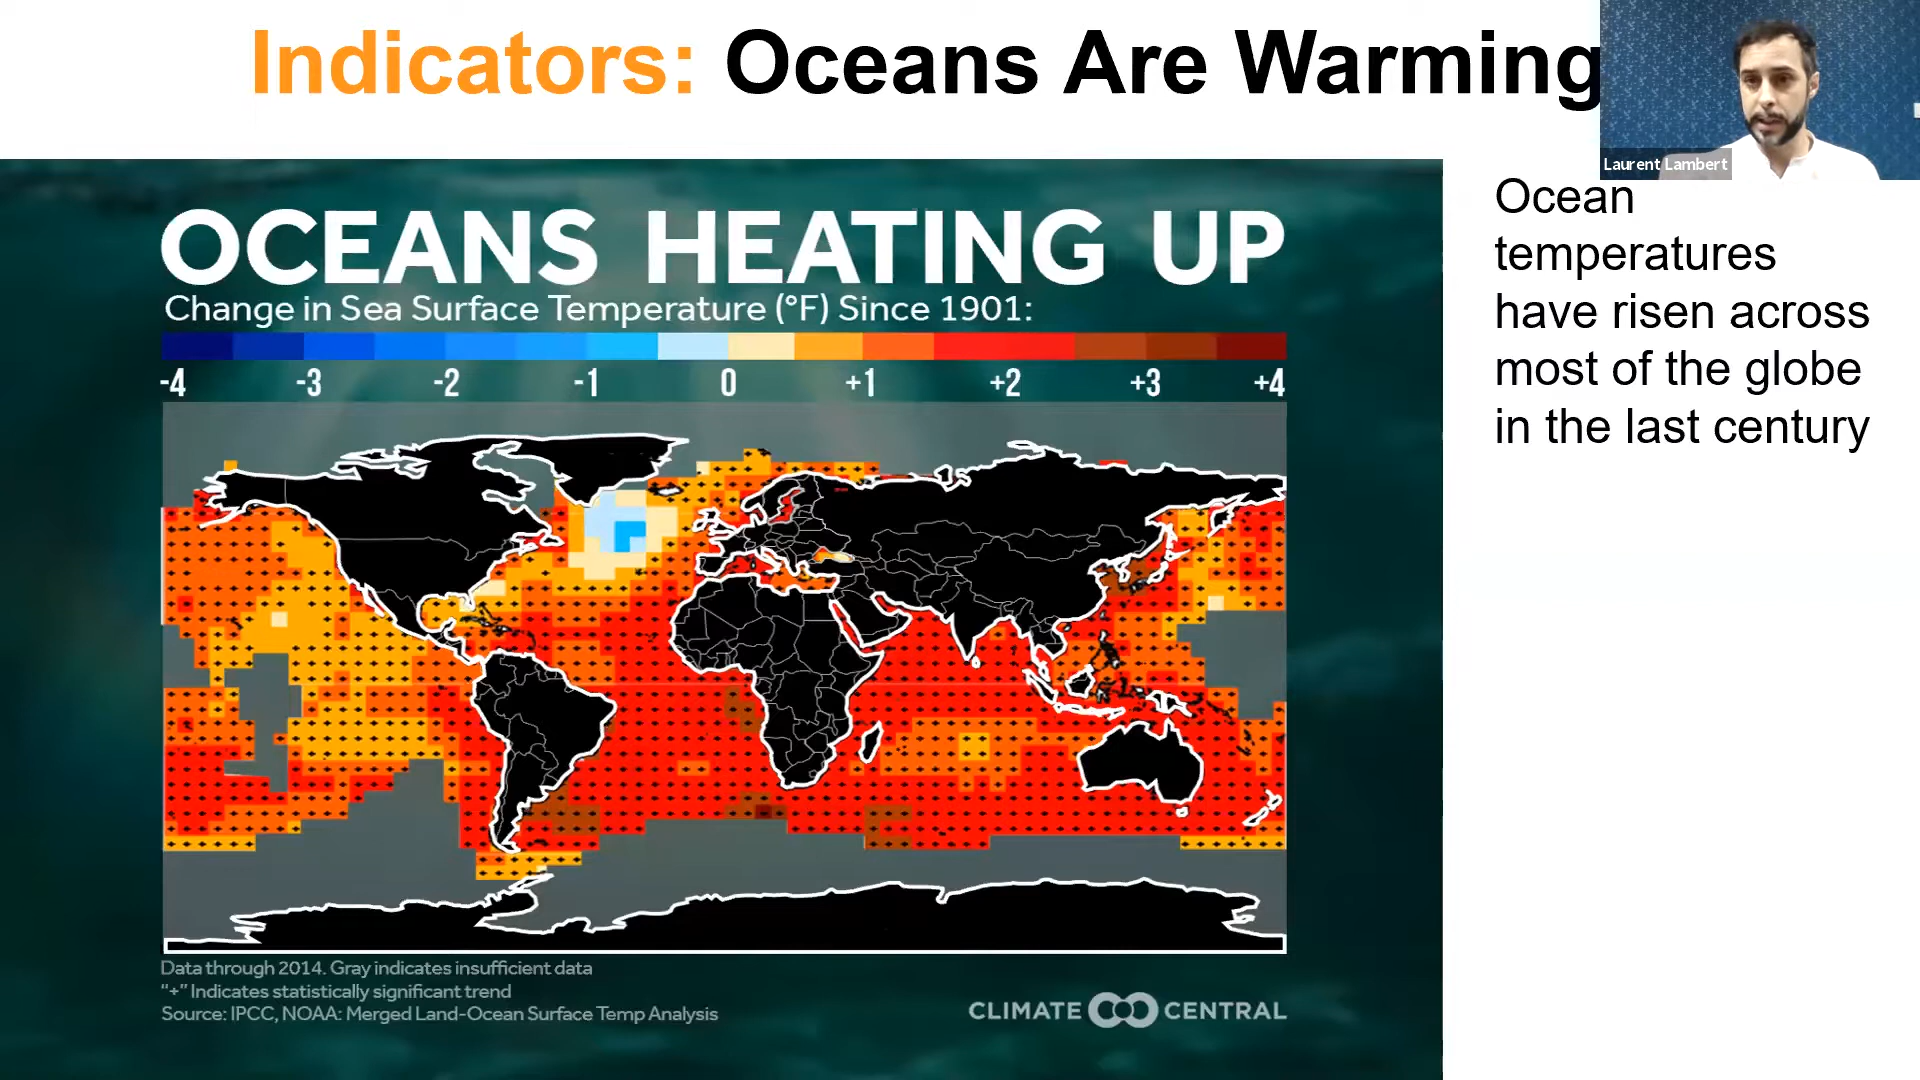 Indicators: Oceans Are Warming
Laurent Lambert
OCEANS HEATING UP
Change in Sea Surface Temperature (°F) Since 1901:
-4 -3 -2 -1 0 +1 +2 +3 +4
Data through 2014. Gray indicates insufficient data
"+" Indicates statistically significant trend
Source: IPCC, NOAA: Merged Land-Ocean Surface Temp Analysis
CLIMATE CENTRAL
Ocean
temperatures
have risen across
most of the globe
in the last century